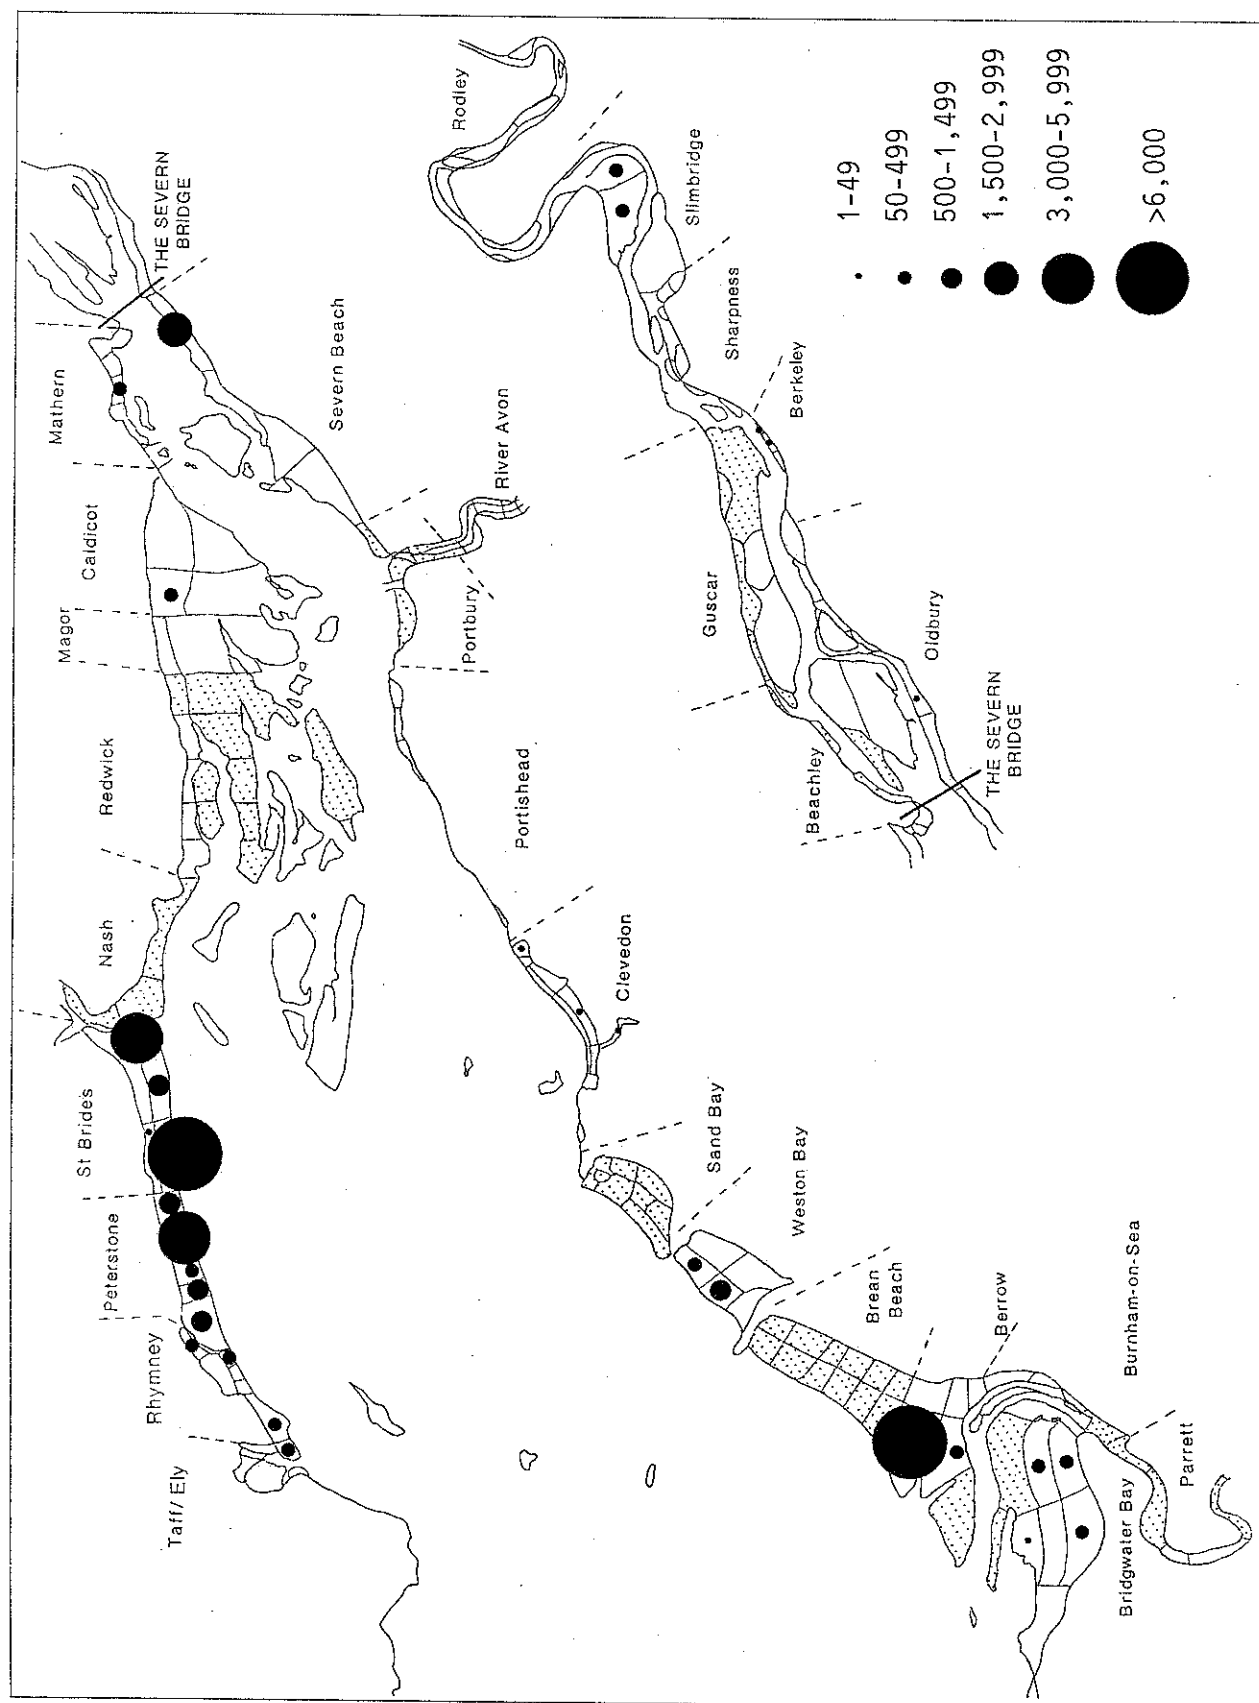 Taff/ Ely
Rhymney
Peterstone
St Bride's
Nash
Redwick
Magor
Caldicot
Mathern
THE SEVERN
BRIDGE
Severn Beach
River Avon
Portbury
Portishead
Clevedon
Sand Bay
Weston Bay
Brean
Beach
Berrow
Burnham-on-Sea
Parrett
Bridgwater Bay
Rodley
Slimbridge
Sharpness
Berkeley
Guscar
Oldbury
Beachley
THE SEVERN
BRIDGE
1-49
50-499
500-1,499
1,500-2,999
3,000-5,999
>6,000